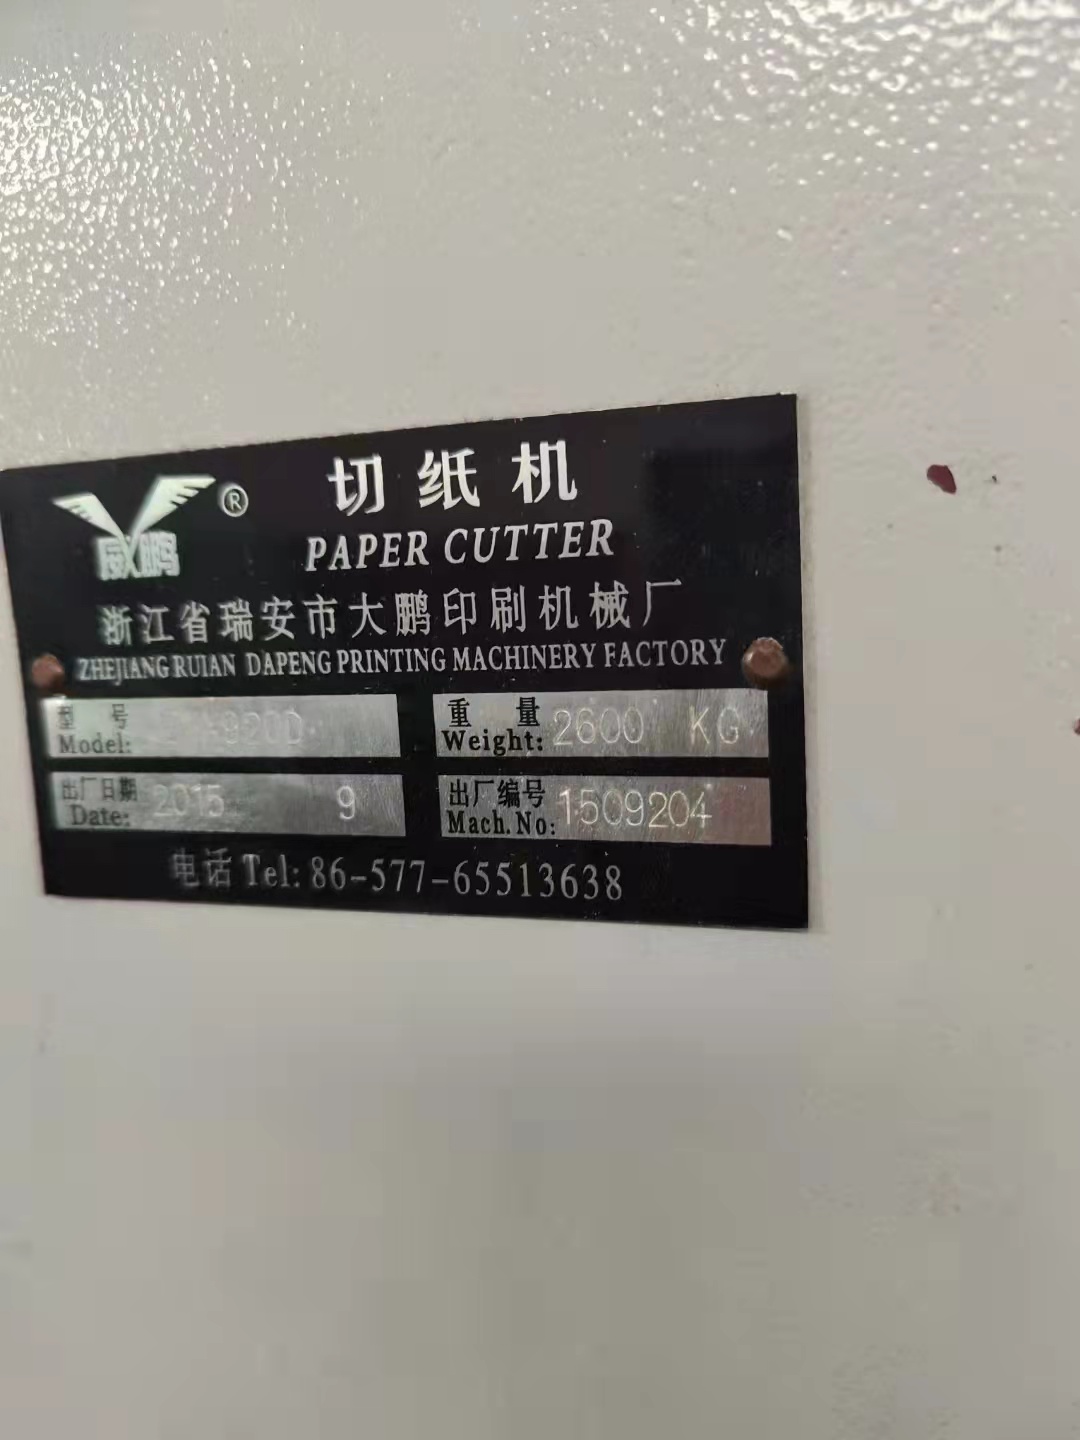 威鹏 ®
切纸机
PAPER CUTTER
浙江省瑞安市大鹏印刷机械厂
ZHEJIANG RUIAN DAPENG PRINTING MACHINERY FACTORY
型号 Model: 920D
重量 Weight: 2600 KG
出厂日期 Date: 2015 9
出厂编号 Mach.No: 1509204
电话 Tel: 86-577-65513638